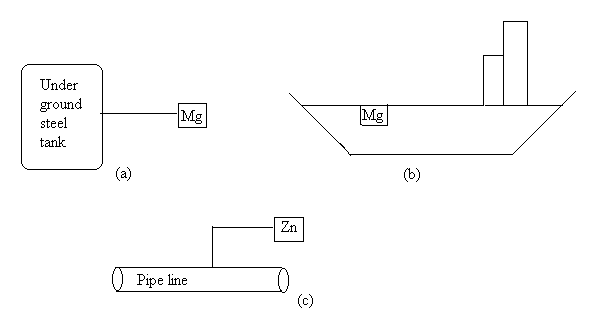 Under
ground
steel
tank
Mg
(a)
Mg
(b)
Zn
Pipe line
(c)